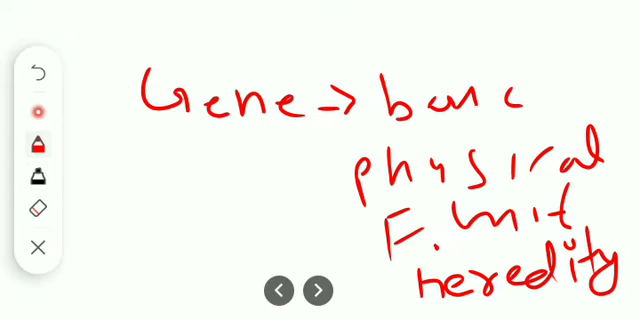 Gene → basic
physical
F. unit
heredity